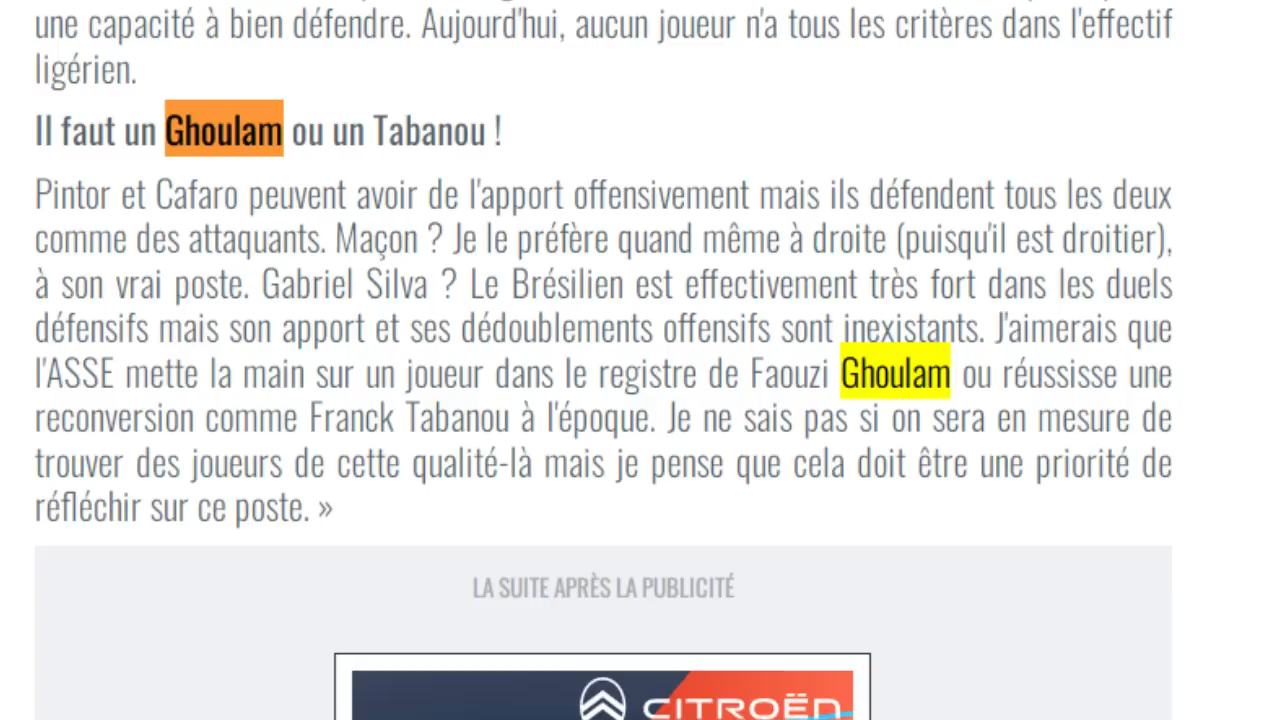 une capacité à bien défendre. Aujourd'hui, aucun joueur n'a tous les critères dans l'effectif
ligérien.
Il faut un Ghoulam ou un Tabanou !
Pintor et Cafaro peuvent avoir de l'apport offensivement mais ils défendent tous les deux
comme des attaquants. Maçon ? Je le préfère quand même à droite (puisqu'il est droitier),
à son vrai poste. Gabriel Silva ? Le Brésilien est effectivement très fort dans les duels
défensifs mais son apport et ses dédoublements offensifs sont inexistants. J'aimerais que
l'ASSE mette la main sur un joueur dans le registre de Faouzi Ghoulam ou réussisse une
reconversion comme Franck Tabanou à l'époque. Je ne sais pas si on sera en mesure de
trouver des joueurs de cette qualité-là mais je pense que cela doit être une priorité de
réfléchir sur ce poste. »
LA SUITE APRÈS LA PUBLICITÉ
CITROËN